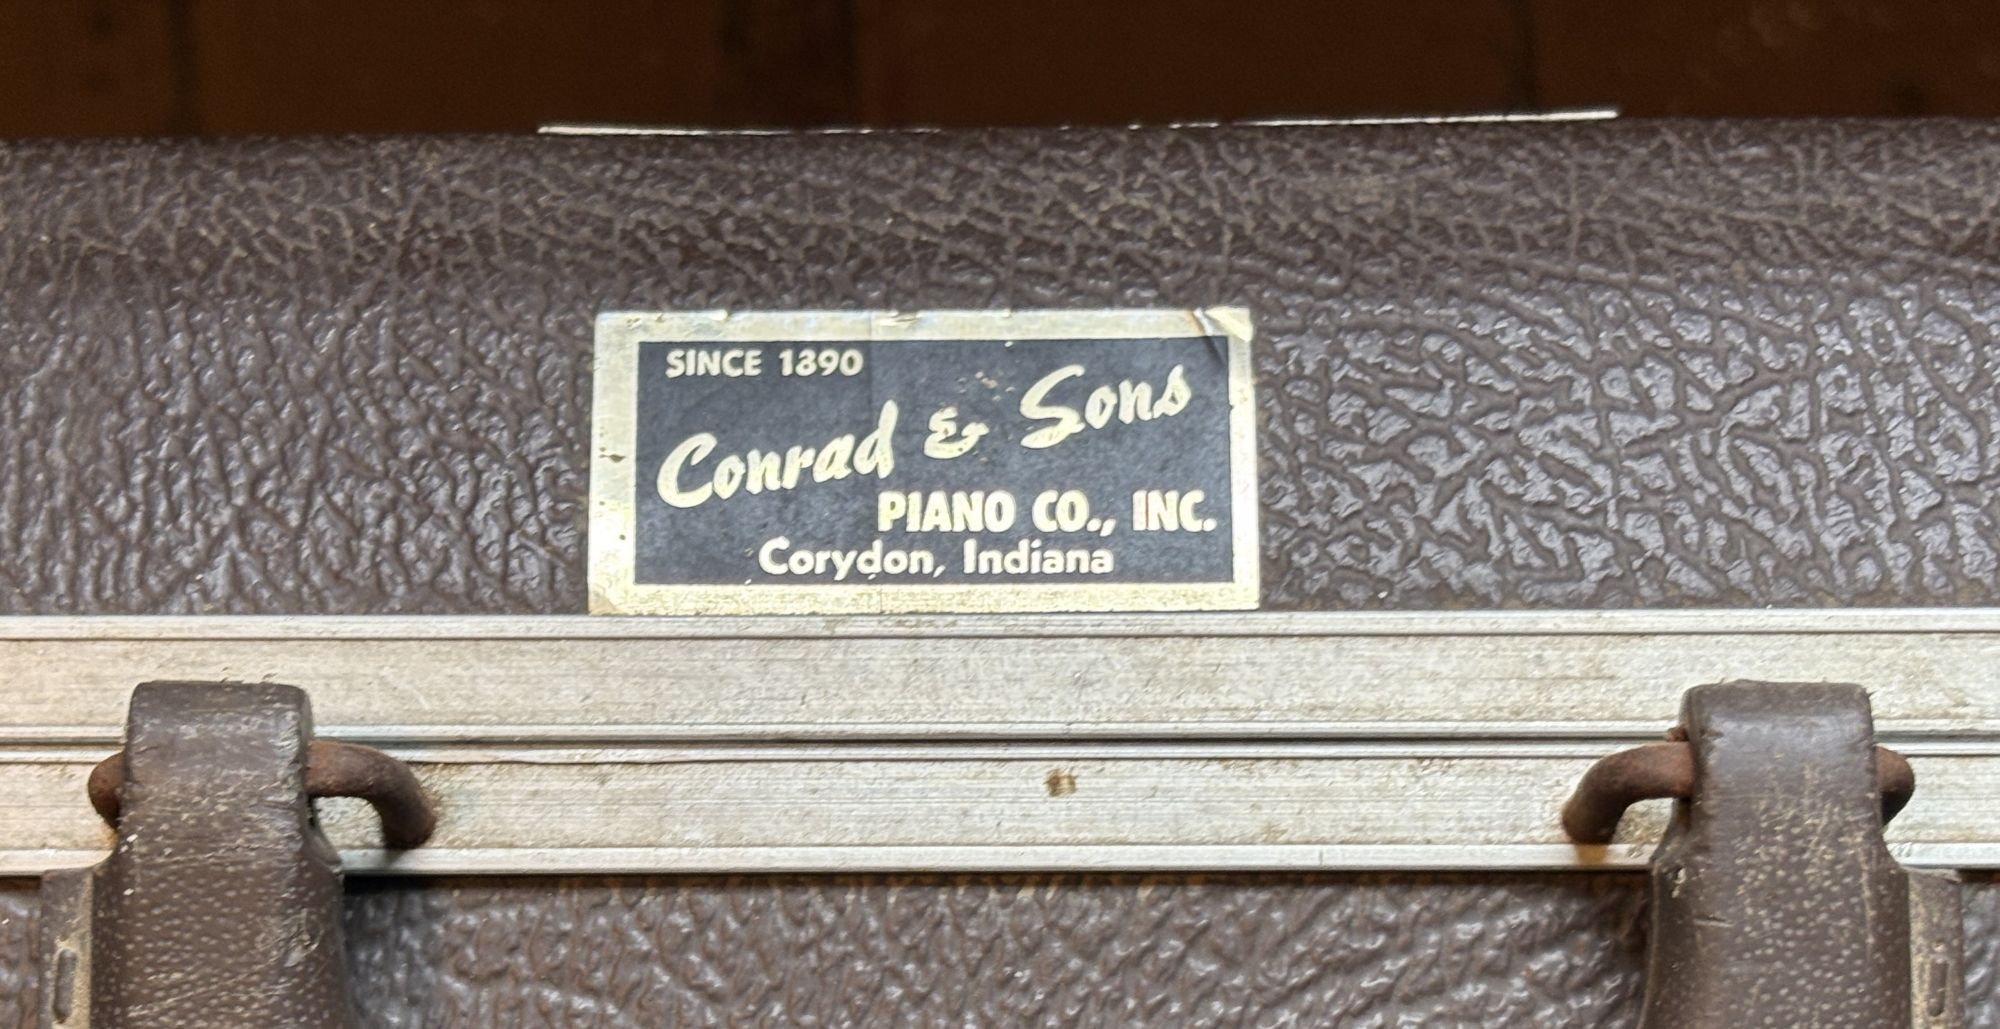 SINCE 1890
Conrad & Sons
PIANO CO., INC.
Corydon, Indiana